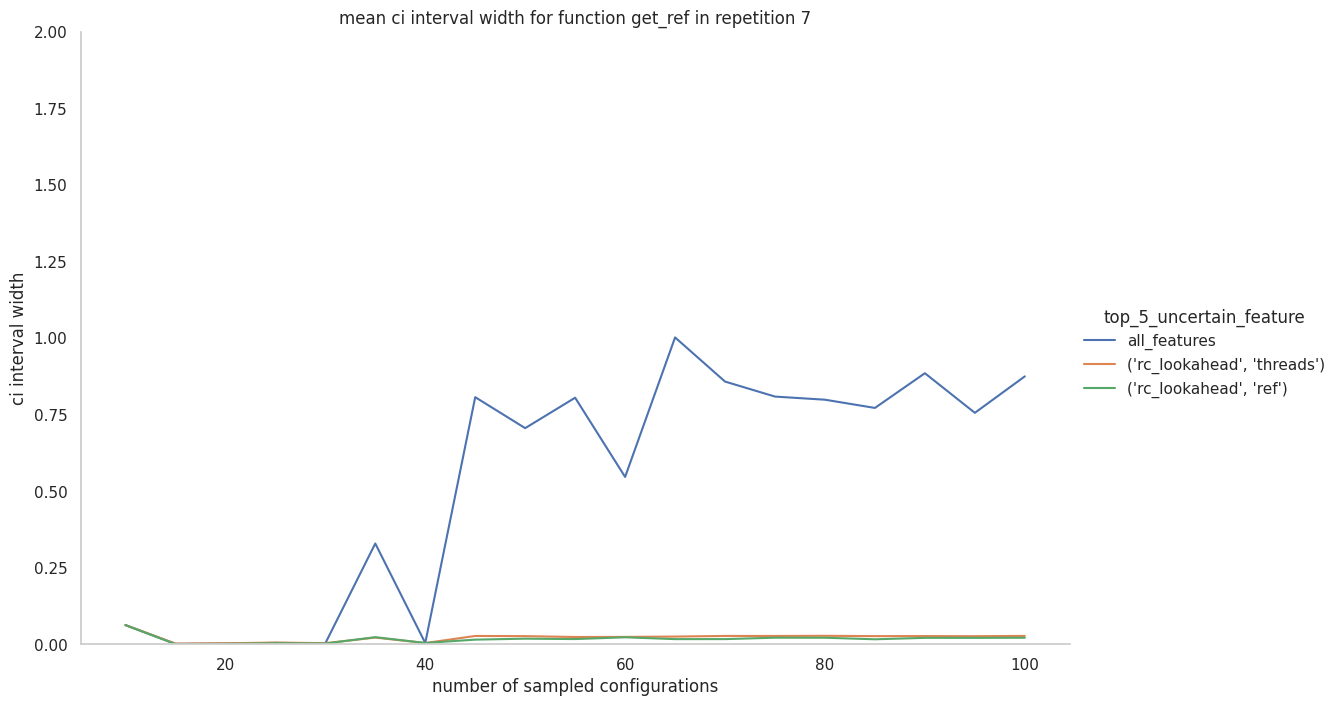 mean ci interval width for function get_ref in repetition 7
2.00
1.75
1.50
1.25
1.00
0.75
0.50
0.25
0.00
ci interval width
20
40
60
80
100
number of sampled configurations
top_5_uncertain_feature
all_features
('rc_lookahead', 'threads')
('rc_lookahead', 'ref')